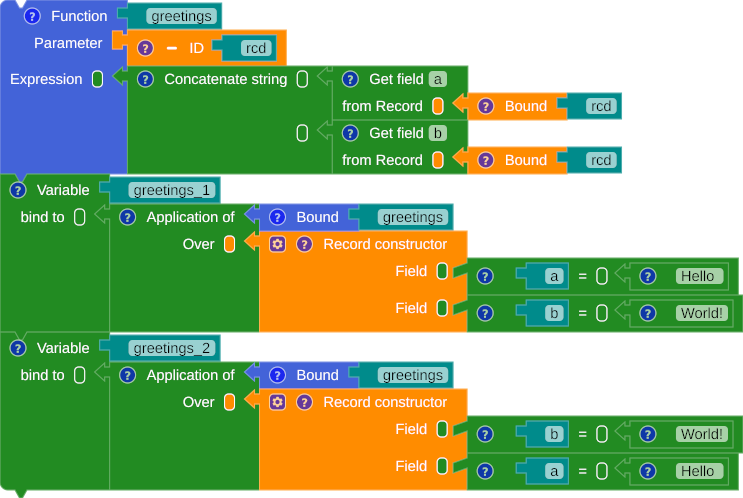 ? Function greetings
Parameter ? − ID rcd
Expression ? Concatenate string ? Get field a
from Record ? Bound rcd
? Get field b
from Record ? Bound rcd
? Variable greetings_1
bind to ? Application of ? Bound greetings
Over ? Record constructor
Field ? a = ? Hello
Field ? b = ? World!
? Variable greetings_2
bind to ? Application of ? Bound greetings
Over ? Record constructor
Field ? b = ? World!
Field ? a = ? Hello